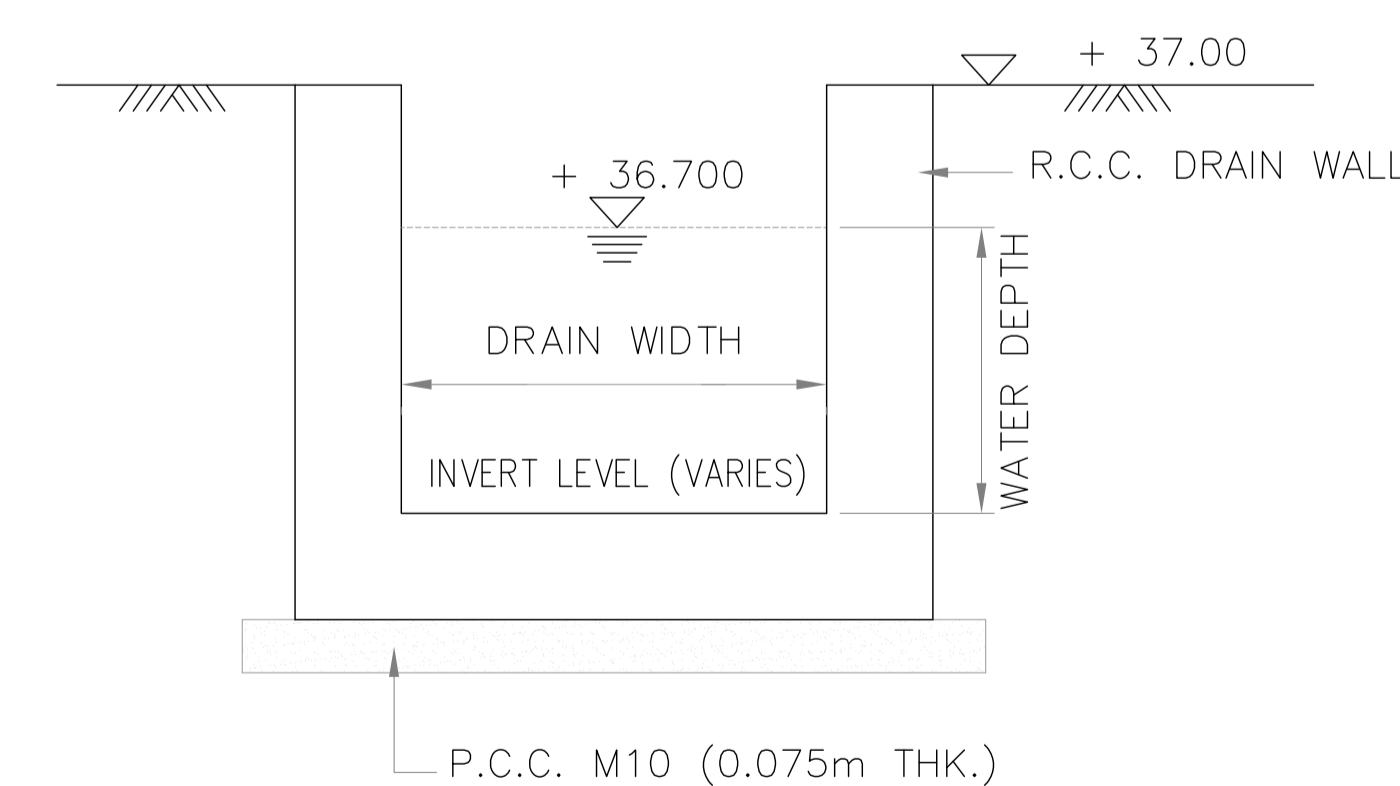 + 37.00
R.C.C. DRAIN WALL
+ 36.700
WATER DEPTH
DRAIN WIDTH
INVERT LEVEL (VARIES)
P.C.C. M10 (0.075m THK.)